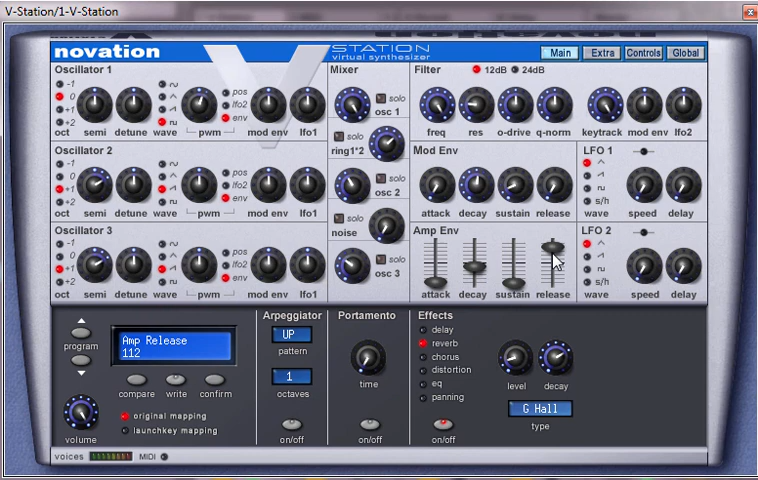 V-Station/1-V-Station
novation
V STATION
virtual synthesizer
Main Extra Controls Global
Oscillator 1
-1
0
+1
+2
oct semi detune wave pwm mod env lfo1
pos
lfo2
env
Mixer
solo
osc 1
solo
ring1*2
solo
osc 2
solo
noise
solo
osc 3
Filter 12dB 24dB
freq res o-drive q-norm keytrack mod env lfo2
Oscillator 2
-1
0
+1
+2
oct semi detune wave pwm mod env lfo1
pos
lfo2
env
Mod Env
attack decay sustain release
LFO 1
s/h
wave speed delay
Oscillator 3
-1
0
+1
+2
oct semi detune wave pwm mod env lfo1
pos
lfo2
env
Amp Env
attack decay sustain release
LFO 2
s/h
wave speed delay
program
Amp Release
112
compare write confirm
original mapping
launchkey mapping
volume
Arpeggiator
UP
pattern
1
octaves
on/off
Portamento
time
on/off
Effects
delay
reverb
chorus
distortion
eq
panning
on/off
level decay
G Hall
type
voices MIDI